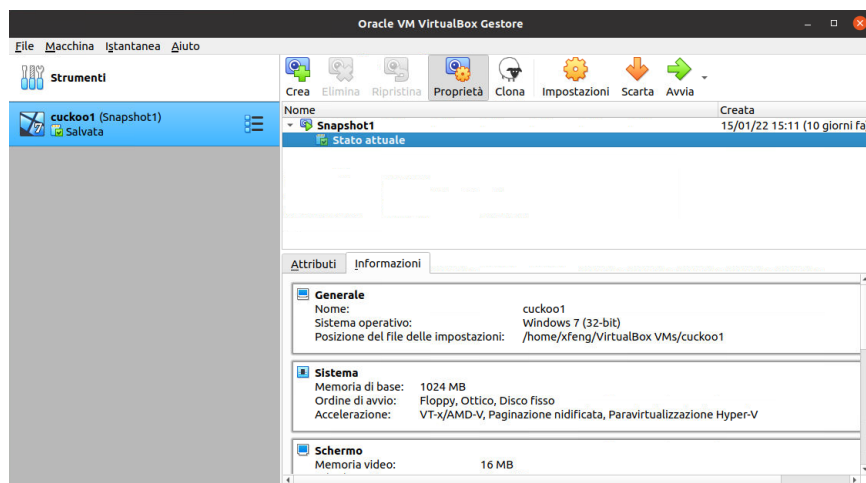 Oracle VM VirtualBox Gestore
File Macchina Istantanea Aiuto
Strumenti
Crea Elimina Ripristina Proprietà Clona Impostazioni Scarta Avvia
cuckoo1 (Snapshot1)
Salvata
Nome Creata
Snapshot1 15/01/22 15:11 (10 giorni fa
Stato attuale
Attributi Informazioni
Generale
Nome: cuckoo1
Sistema operativo: Windows 7 (32-bit)
Posizione del file delle impostazioni: /home/xfeng/VirtualBox VMs/cuckoo1
Sistema
Memoria di base: 1024 MB
Ordine di avvio: Floppy, Ottico, Disco fisso
Accelerazione: VT-x/AMD-V, Paginazione nidificata, Paravirtualizzazione Hyper-V
Schermo
Memoria video: 16 MB